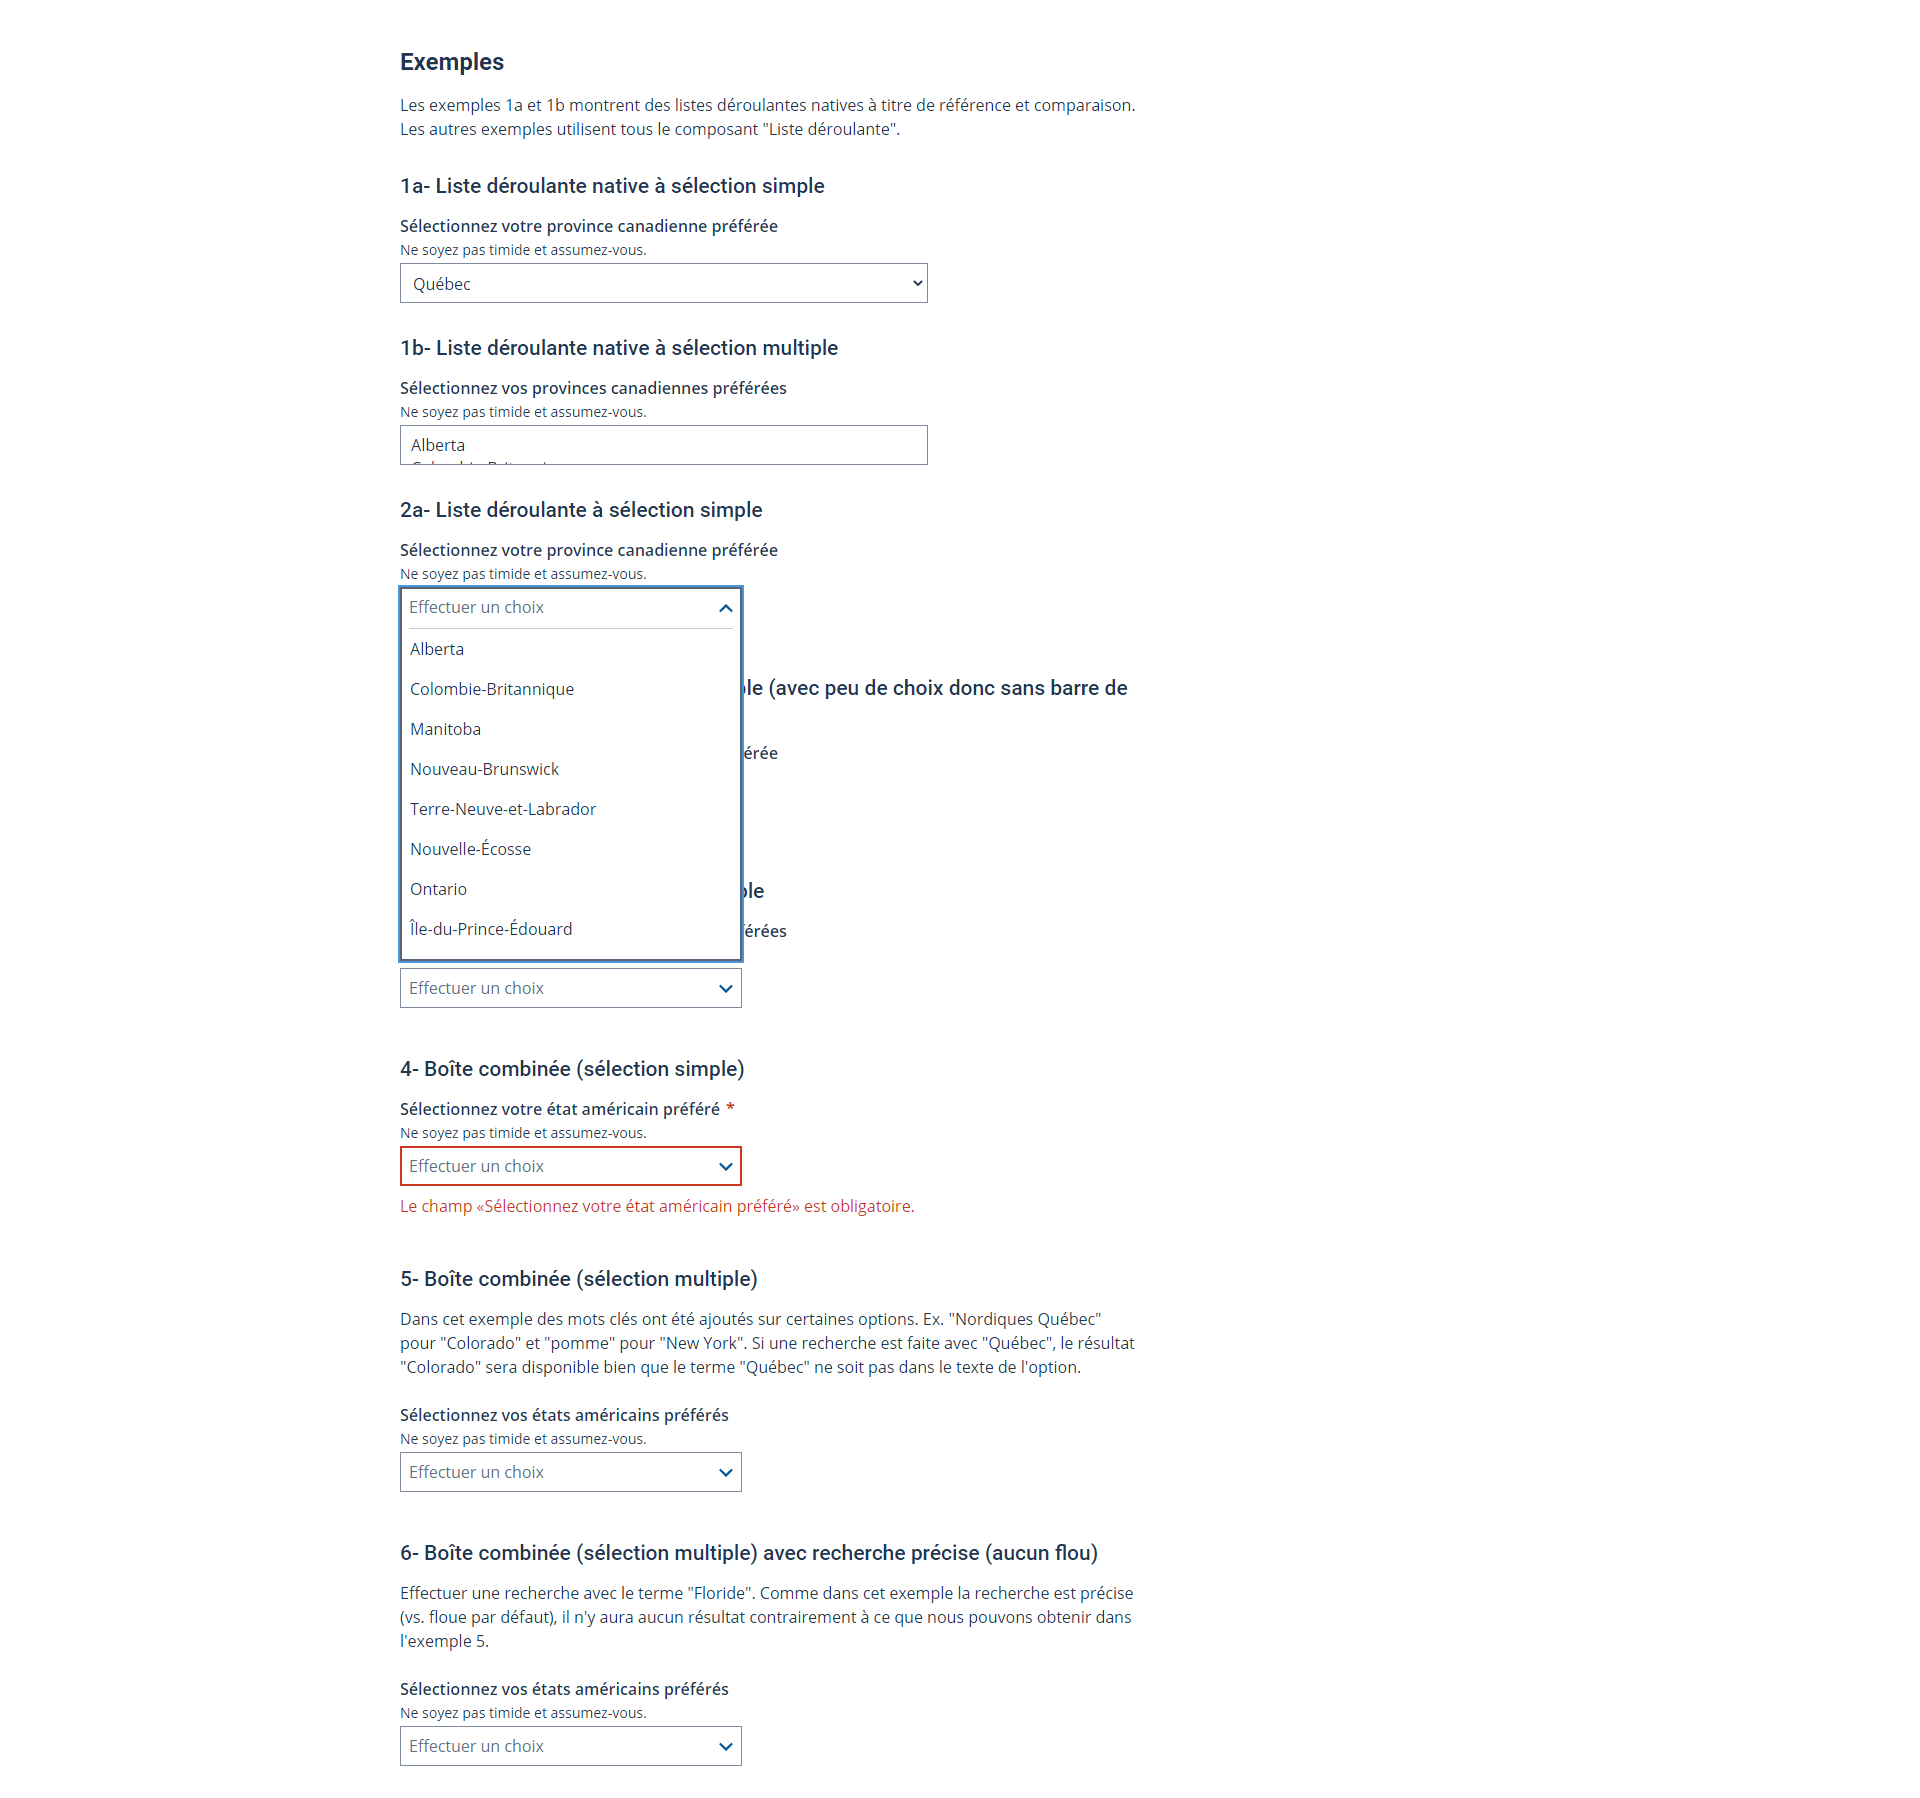 Exemples
Les exemples 1a et 1b montrent des listes déroulantes natives à titre de référence et comparaison.
Les autres exemples utilisent tous le composant "Liste déroulante".
1a- Liste déroulante native à sélection simple
Sélectionnez votre province canadienne préférée
Ne soyez pas timide et assumez-vous.
Québec
1b- Liste déroulante native à sélection multiple
Sélectionnez vos provinces canadiennes préférées
Ne soyez pas timide et assumez-vous.
Alberta
2a- Liste déroulante à sélection simple
Sélectionnez votre province canadienne préférée
Ne soyez pas timide et assumez-vous.
Effectuer un choix
Alberta
Colombie-Britannique
(avec peu de choix donc sans barre de
Manitoba
Nouveau-Brunswick
Terre-Neuve-et-Labrador
Nouvelle-Écosse
Ontario
Île-du-Prince-Édouard
Effectuer un choix
4- Boîte combinée (sélection simple)
Sélectionnez votre état américain préféré *
Ne soyez pas timide et assumez-vous.
Effectuer un choix
Le champ «Sélectionnez votre état américain préféré» est obligatoire.
5- Boîte combinée (sélection multiple)
Dans cet exemple des mots clés ont été ajoutés sur certaines options. Ex. "Nordiques Québec"
pour "Colorado" et "pomme" pour "New York". Si une recherche est faite avec "Québec", le résultat
"Colorado" sera disponible bien que le terme "Québec" ne soit pas dans le texte de l'option.
Sélectionnez vos états américains préférés
Ne soyez pas timide et assumez-vous.
Effectuer un choix
6- Boîte combinée (sélection multiple) avec recherche précise (aucun flou)
Effectuer une recherche avec le terme "Floride". Comme dans cet exemple la recherche est précise
(vs. floue par défaut), il n'y aura aucun résultat contrairement à ce que nous pouvons obtenir dans
l'exemple 5.
Sélectionnez vos états américains préférés
Ne soyez pas timide et assumez-vous.
Effectuer un choix